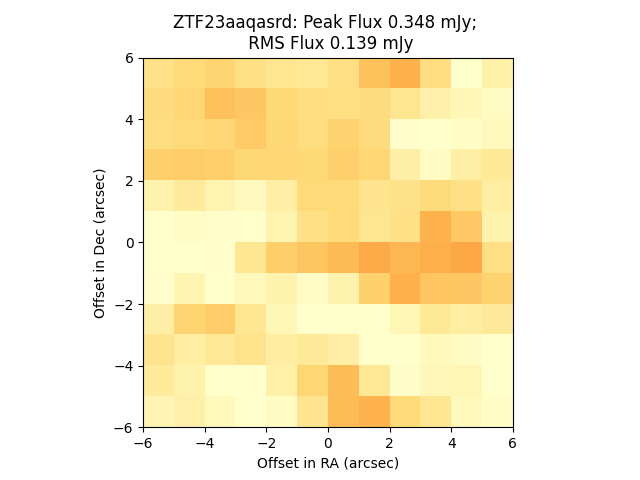 ZTF23aaqasrd: Peak Flux 0.348 mJy;
RMS Flux 0.139 mJy
6
4
2
0
−2
−4
−6
Offset in Dec (arcsec)
−6 −4 −2 0 2 4 6
Offset in RA (arcsec)